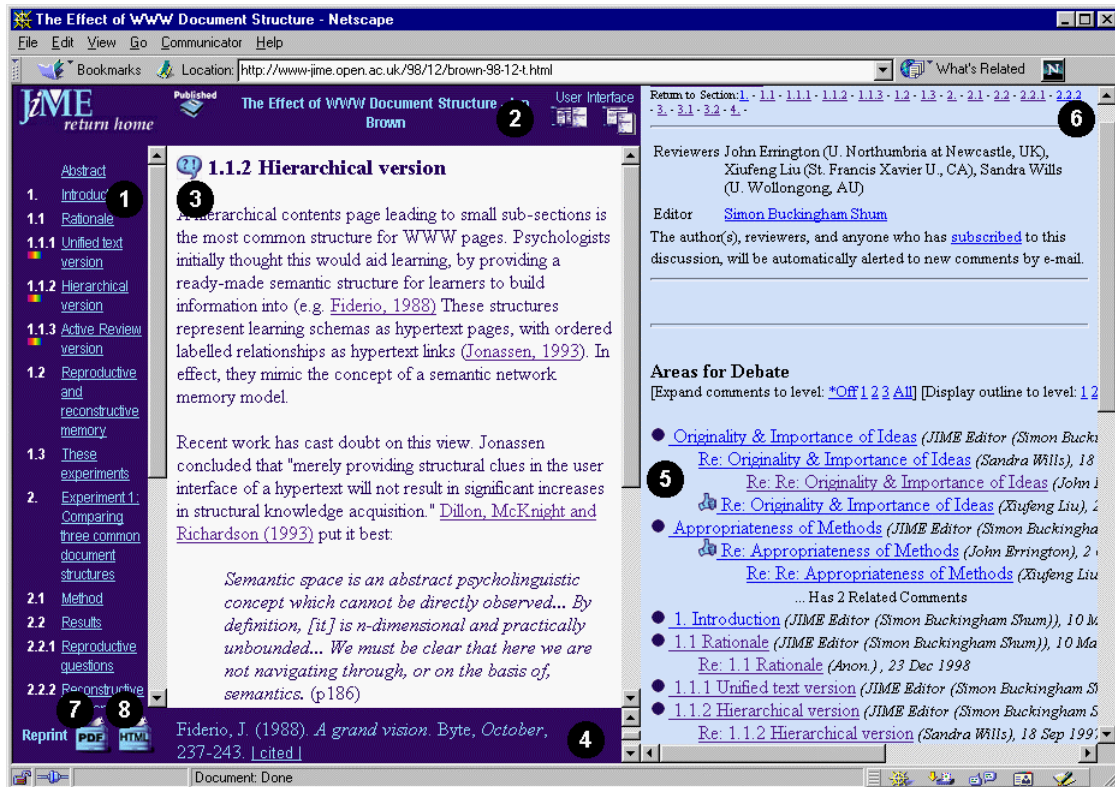 The Effect of WWW Document Structure - Netscape
File Edit View Go Communicator Help
Bookmarks Location: http://www-jime.open.ac.uk/98/12/brown-98-12-t.html What's Related N
JiME
return home
Published
The Effect of WWW Document Structure - Ian
Brown
2
User Interface
Abstract
1. Introduct
1
1.1 Rationale
1.1.1 Unified text
version
1.1.2 Hierarchical
version
1.1.3 Active Review
version
1.2 Reproductive
and
reconstructive
memory
1.3 These
experiments
2. Experiment 1:
Comparing
three common
document
structures
2.1 Method
2.2 Results
2.2.1 Reproductive
questions
2.2.2 Reconstructive
7 8
Reprint PDF HTML
?! 1.1.2 Hierarchical version
3
A hierarchical contents page leading to small sub-sections is
the most common structure for WWW pages. Psychologists
initially thought this would aid learning, by providing a
ready-made semantic structure for learners to build
information into (e.g. Fiderio, 1988) These structures
represent learning schemas as hypertext pages, with ordered
labelled relationships as hypertext links (Jonassen, 1993). In
effect, they mimic the concept of a semantic network
memory model.
Recent work has cast doubt on this view. Jonassen
concluded that "merely providing structural clues in the user
interface of a hypertext will not result in significant increases
in structural knowledge acquisition." Dillon, McKnight and
Richardson (1993) put it best:
Semantic space is an abstract psycholinguistic
concept which cannot be directly observed... By
definition, [it] is n-dimensional and practically
unbounded... We must be clear that here we are
not navigating through, or on the basis of,
semantics. (p186)
Fiderio, J. (1988). A grand vision. Byte, October,
237-243. | cited |
4
Return to Section:1. - 1.1 - 1.1.1 - 1.1.2 - 1.1.3 - 1.2 - 1.3 - 2. - 2.1 - 2.2 - 2.2.1 - 2.2.2
- 3. - 3.1 - 3.2 - 4. -
6
Reviewers John Errington (U. Northumbria at Newcastle, UK),
Xiufeng Liu (St. Francis Xavier U., CA), Sandra Wills
(U. Wollongong, AU)
Editor Simon Buckingham Shum
The author(s), reviewers, and anyone who has subscribed to this
discussion, will be automatically alerted to new comments by e-mail.
Areas for Debate
[Expand comments to level: *Off 1 2 3 All] [Display outline to level: 1 2
Originality & Importance of Ideas (JIME Editor (Simon Bucki
Re: Originality & Importance of Ideas (Sandra Wills), 18
5
Re: Re: Originality & Importance of Ideas (John
Re: Originality & Importance of Ideas (Xiufeng Liu), 2
Appropriateness of Methods (JIME Editor (Simon Buckingha
Re: Appropriateness of Methods (John Errington), 2
Re: Re: Appropriateness of Methods (Xiufeng Liu
... Has 2 Related Comments
1. Introduction (JIME Editor (Simon Buckingham Shum)), 10 Ma
1.1 Rationale (JIME Editor (Simon Buckingham Shum)), 10 Ma
Re: 1.1 Rationale (Anon.) , 23 Dec 1998
1.1.1 Unified text version (JIME Editor (Simon Buckingham S
1.1.2 Hierarchical version (JIME Editor (Simon Buckingham S
Re: 1.1.2 Hierarchical version (Sandra Wills), 18 Sep 1997
Document: Done